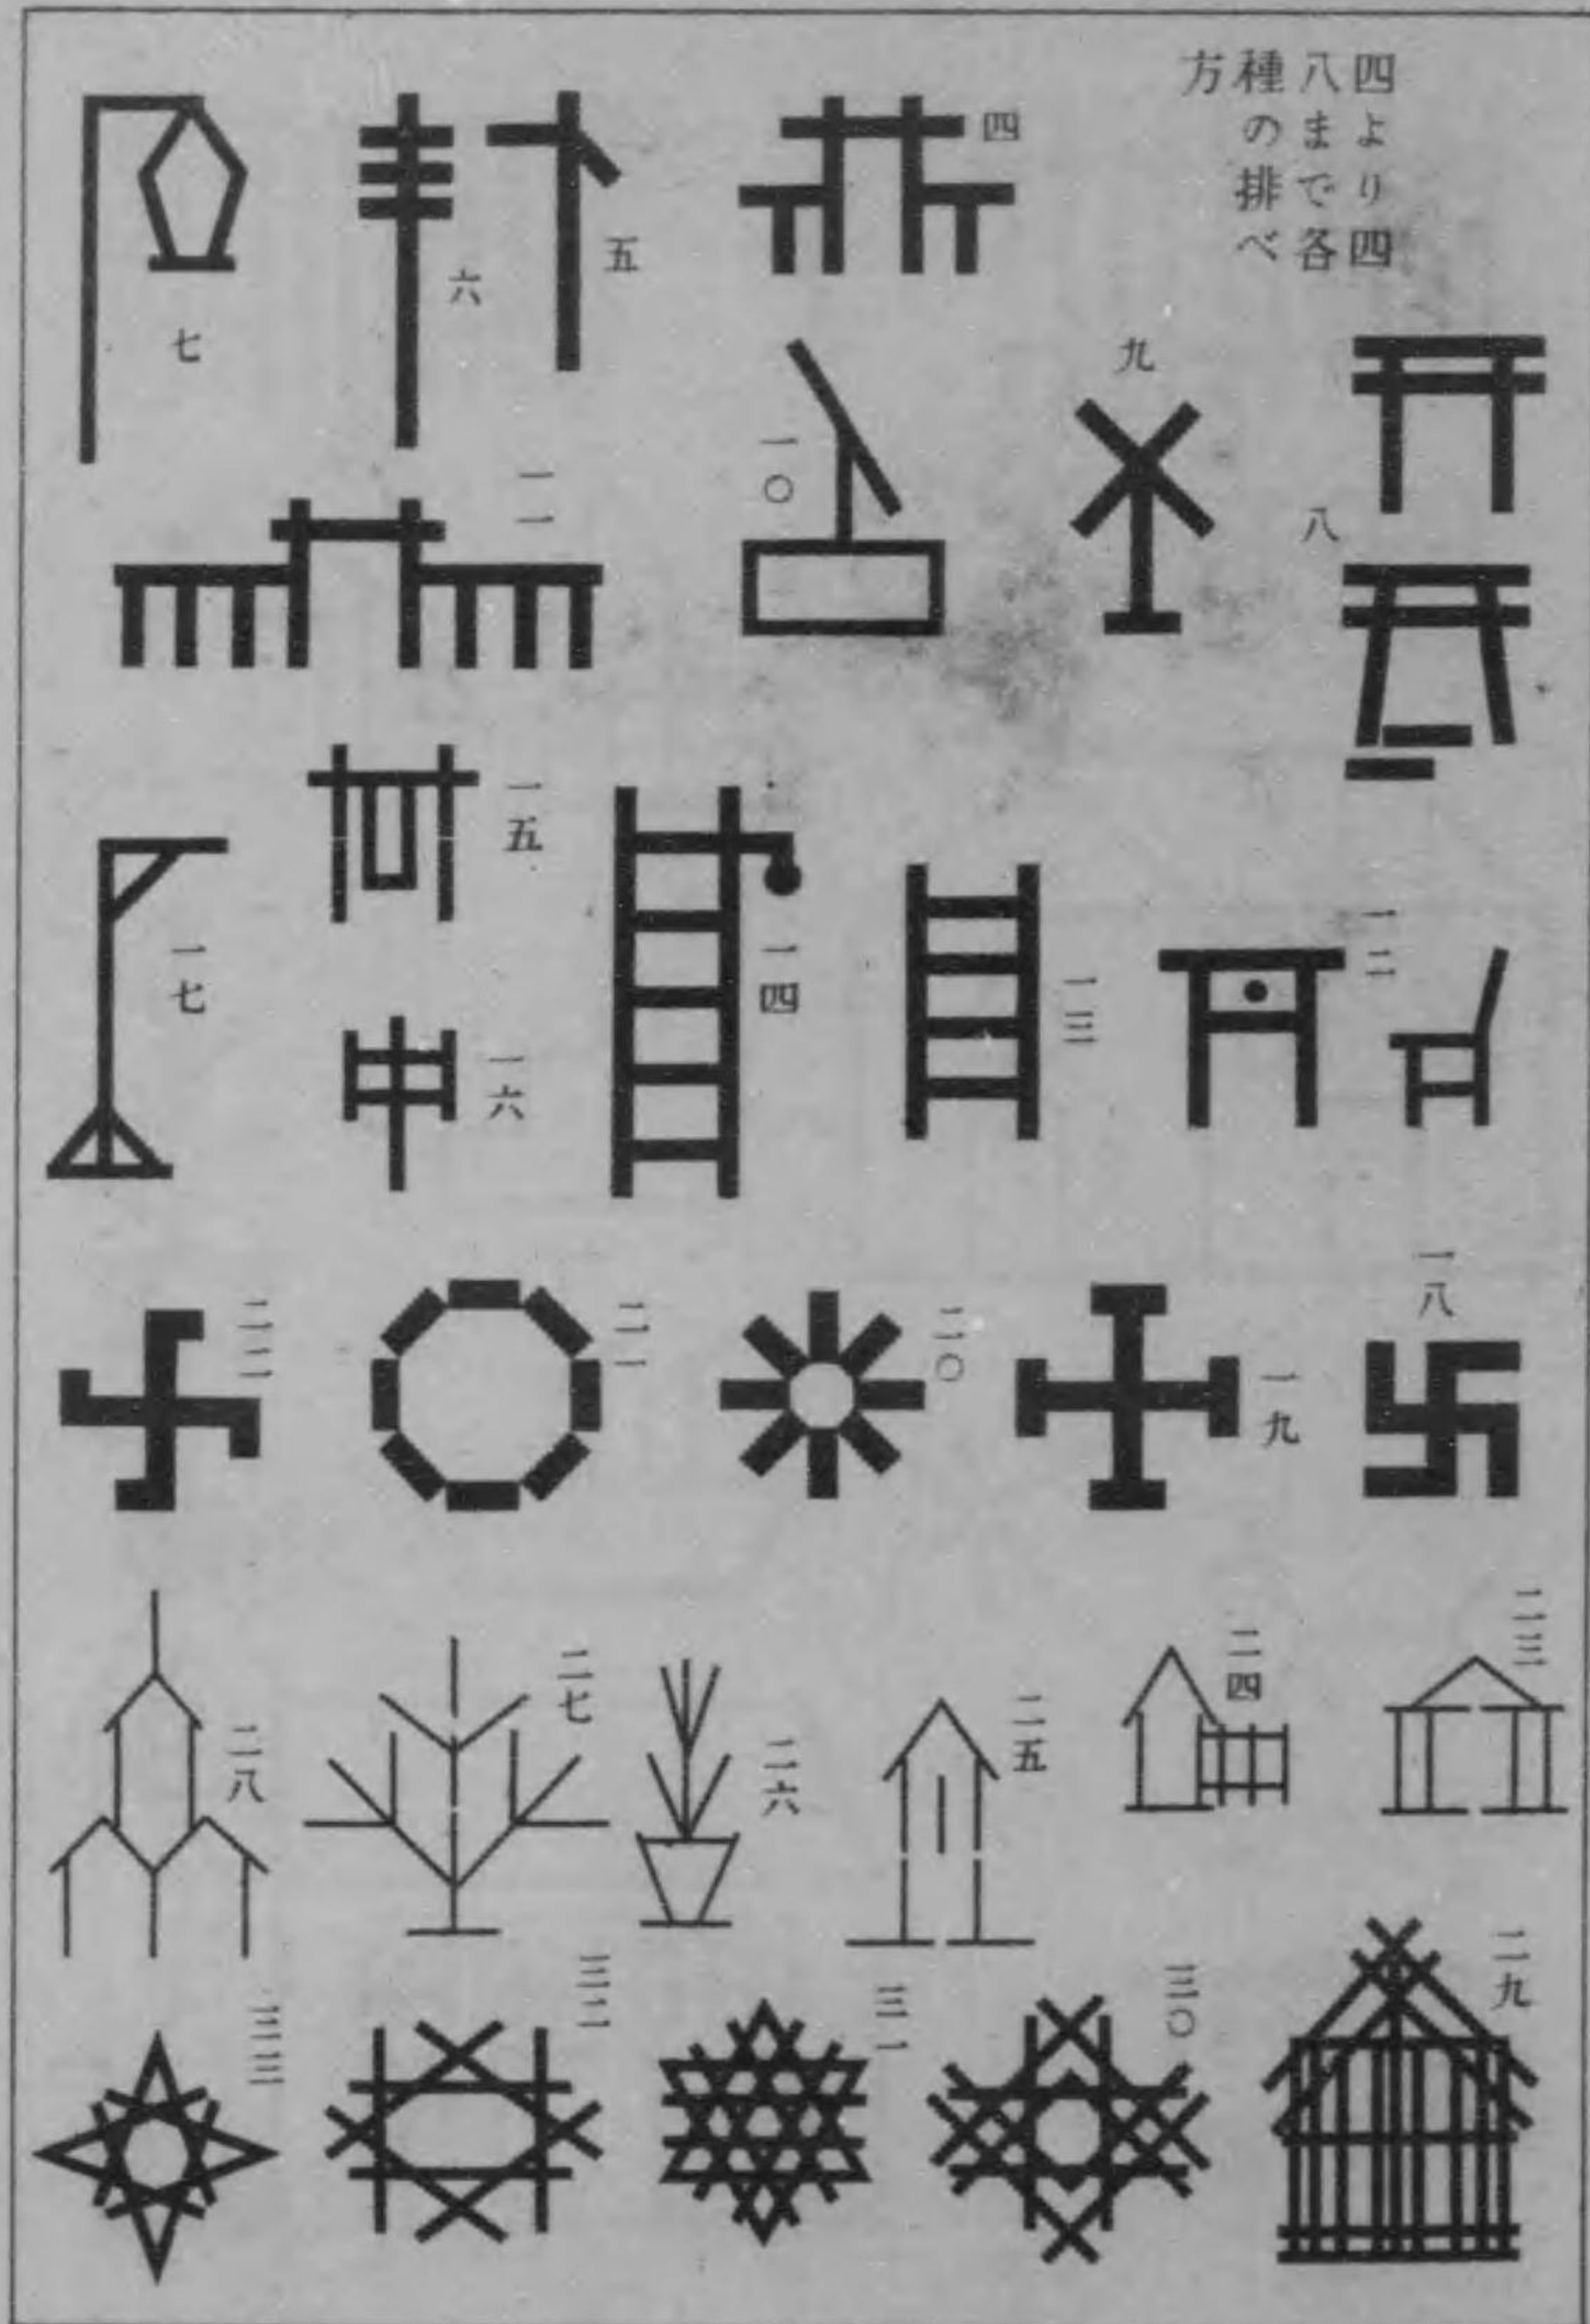 四より四
八まで各
種の排べ
方
四
五
六
七
八
九
一〇
一一
一二
一三
一四
一五
一六
一七
一八
一九
二〇
二一
二二
二三
二四
二五
二六
二七
二八
二九
三〇
三一
三二
三三